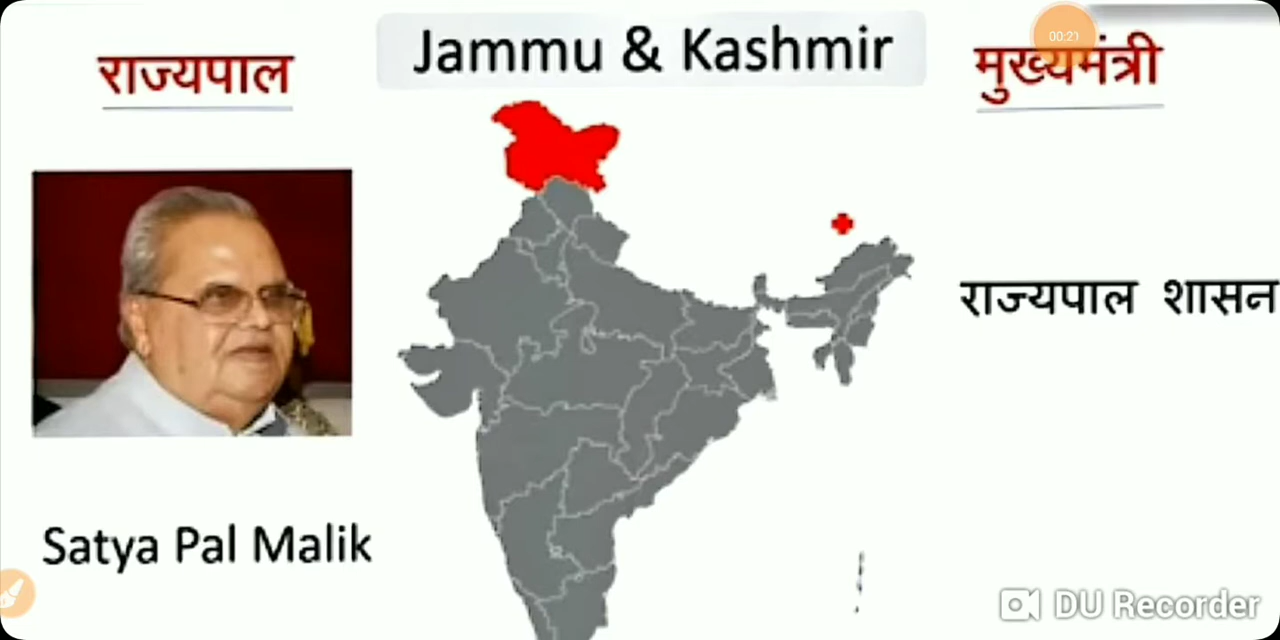 राज्यपाल
Jammu & Kashmir
00:21
मुख्यमंत्री
राज्यपाल शासन
Satya Pal Malik
DU Recorder